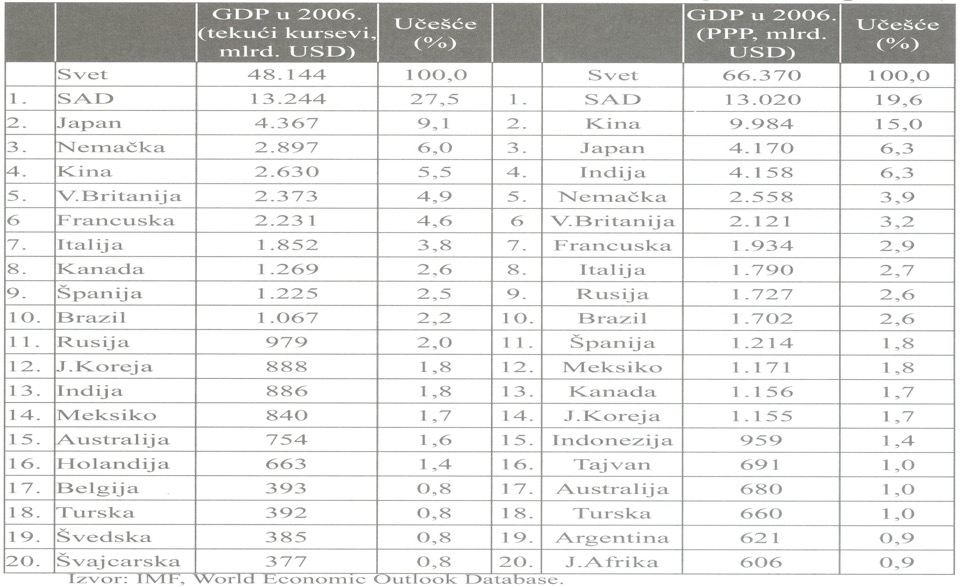 GDP u 2006. (tekući kursevi, mlrd. USD) Učešće (%) GDP u 2006. (PPP, mlrd. USD) Učešće (%)
Svet 48.144 100,0 Svet 66.370 100,0
1. SAD 13.244 27,5 1. SAD 13.020 19,6
2. Japan 4.367 9,1 2. Kina 9.984 15,0
3. Nemačka 2.897 6,0 3. Japan 4.170 6,3
4. Kina 2.630 5,5 4. Indija 4.158 6,3
5. V.Britanija 2.373 4,9 5. Nemačka 2.558 3,9
6 Francuska 2.231 4,6 6 V.Britanija 2.121 3,2
7. Italija 1.852 3,8 7. Francuska 1.934 2,9
8. Kanada 1.269 2,6 8. Italija 1.790 2,7
9. Španija 1.225 2,5 9. Rusija 1.727 2,6
10. Brazil 1.067 2,2 10. Brazil 1.702 2,6
11. Rusija 979 2,0 11. Španija 1.214 1,8
12. J.Koreja 888 1,8 12. Meksiko 1.171 1,8
13. Indija 886 1,8 13. Kanada 1.156 1,7
14. Meksiko 840 1,7 14. J.Koreja 1.155 1,7
15. Australija 754 1,6 15. Indonezija 959 1,4
16. Holandija 663 1,4 16. Tajvan 691 1,0
17. Belgija 393 0,8 17. Australija 680 1,0
18. Turska 392 0,8 18. Turska 660 1,0
19. Švedska 385 0,8 19. Argentina 621 0,9
20. Švajcarska 377 0,8 20. J.Afrika 606 0,9
Izvor: IMF, World Economic Outlook Database.